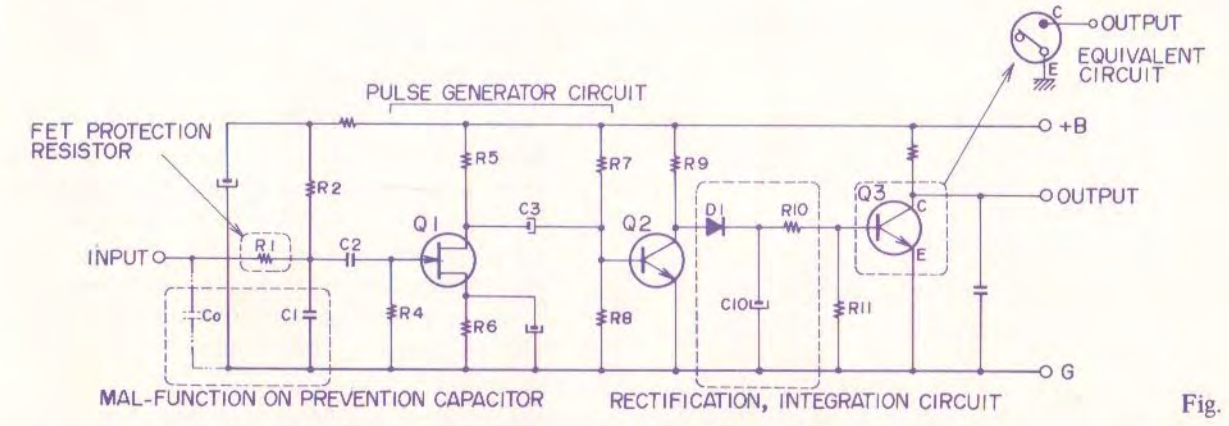 C
OUTPUT
EQUIVALENT
CIRCUIT
E
PULSE GENERATOR CIRCUIT
FET PROTECTION
RESISTOR
+B
R2
R5
R7
R9
OUTPUT
C3
Q1
Q2
D1
R10
Q3
C
E
INPUT
R1
C2
Co
C1
R4
R6
R8
C10
R11
G
MAL-FUNCTION ON PREVENTION CAPACITOR
RECTIFICATION, INTEGRATION CIRCUIT
Fig.